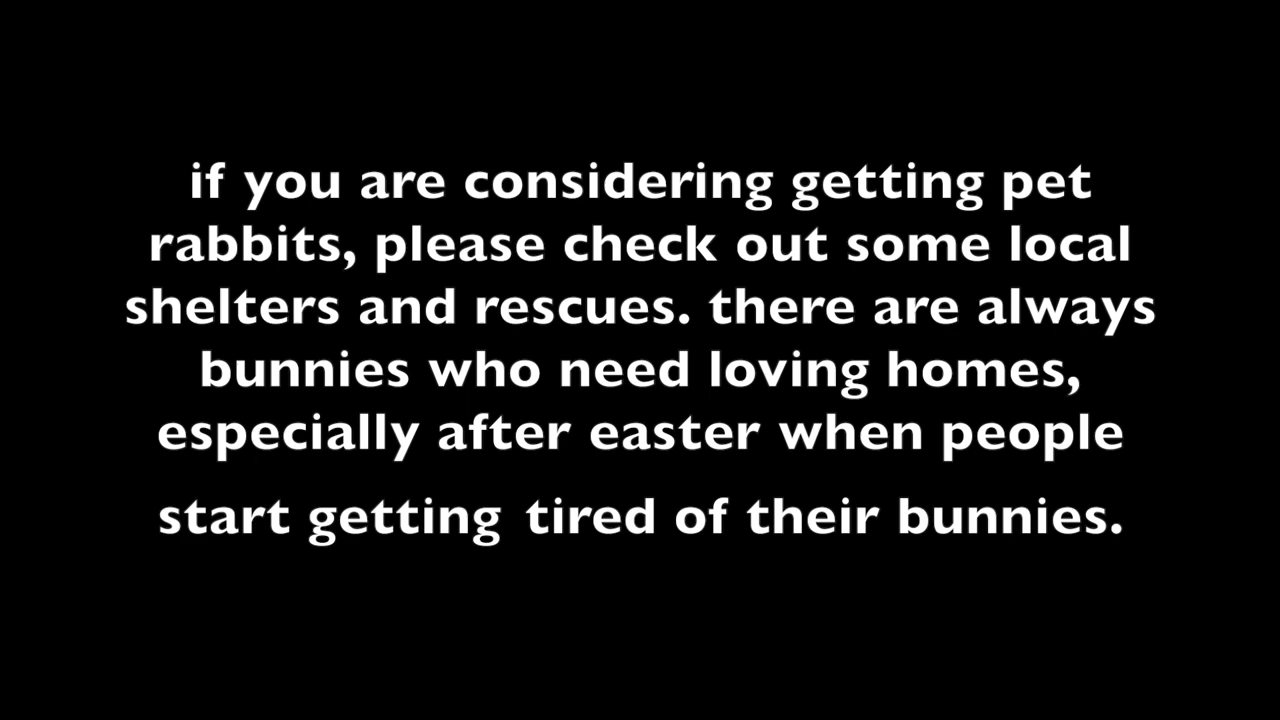 if you are considering getting pet
rabbits, please check out some local
shelters and rescues. there are always
bunnies who need loving homes,
especially after easter when people
start getting tired of their bunnies.